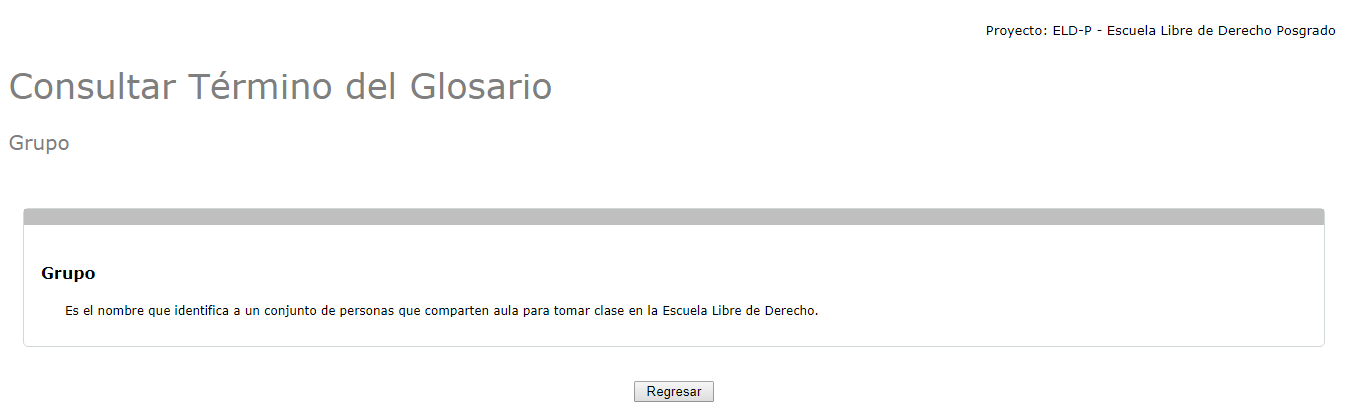 Proyecto: ELD-P - Escuela Libre de Derecho Posgrado
Consultar Término del Glosario
Grupo
Grupo
Es el nombre que identifica a un conjunto de personas que comparten aula para tomar clase en la Escuela Libre de Derecho.
Regresar